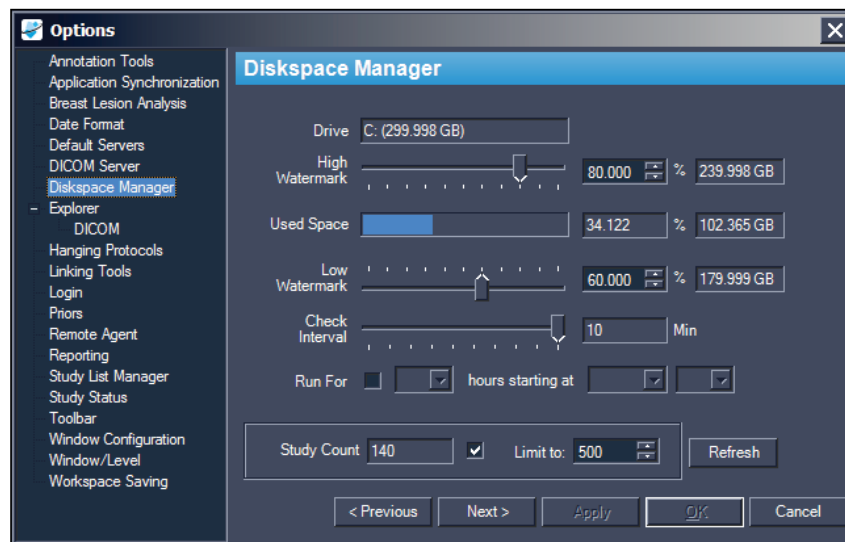 Options
Annotation Tools
Application Synchronization
Breast Lesion Analysis
Date Format
Default Servers
DICOM Server
Diskspace Manager
Explorer
DICOM
Hanging Protocols
Linking Tools
Login
Priors
Remote Agent
Reporting
Study List Manager
Study Status
Toolbar
Window Configuration
Window/Level
Workspace Saving
Diskspace Manager
Drive C: (299.998 GB)
High
Watermark 80.000 % 239.998 GB
Used Space 34.122 % 102.365 GB
Low
Watermark 60.000 % 179.999 GB
Check
Interval 10 Min
Run For hours starting at
Study Count 140 Limit to: 500 Refresh
< Previous Next > Apply OK Cancel